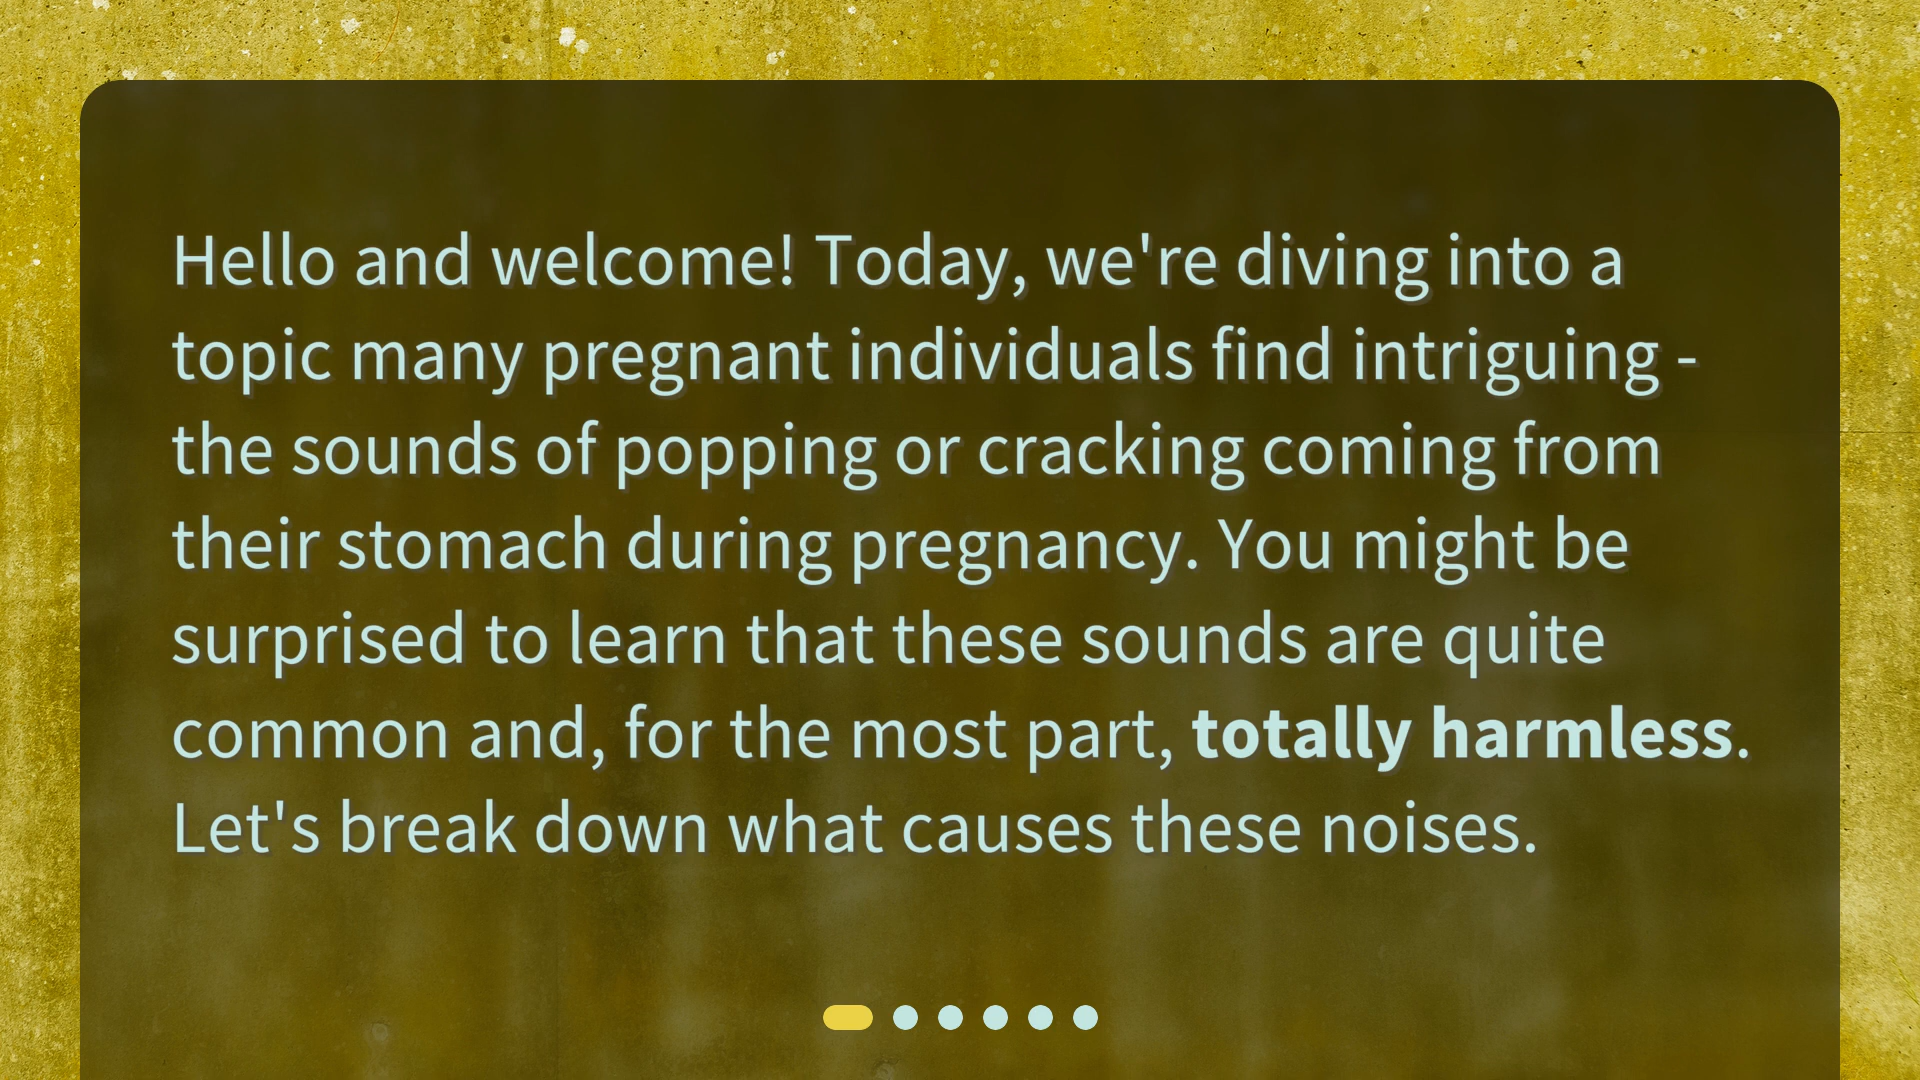 Hello and welcome! Today, we're diving into a
topic many pregnant individuals find intriguing -
the sounds of popping or cracking coming from
their stomach during pregnancy. You might be
surprised to learn that these sounds are quite
common and, for the most part, totally harmless.
Let's break down what causes these noises.